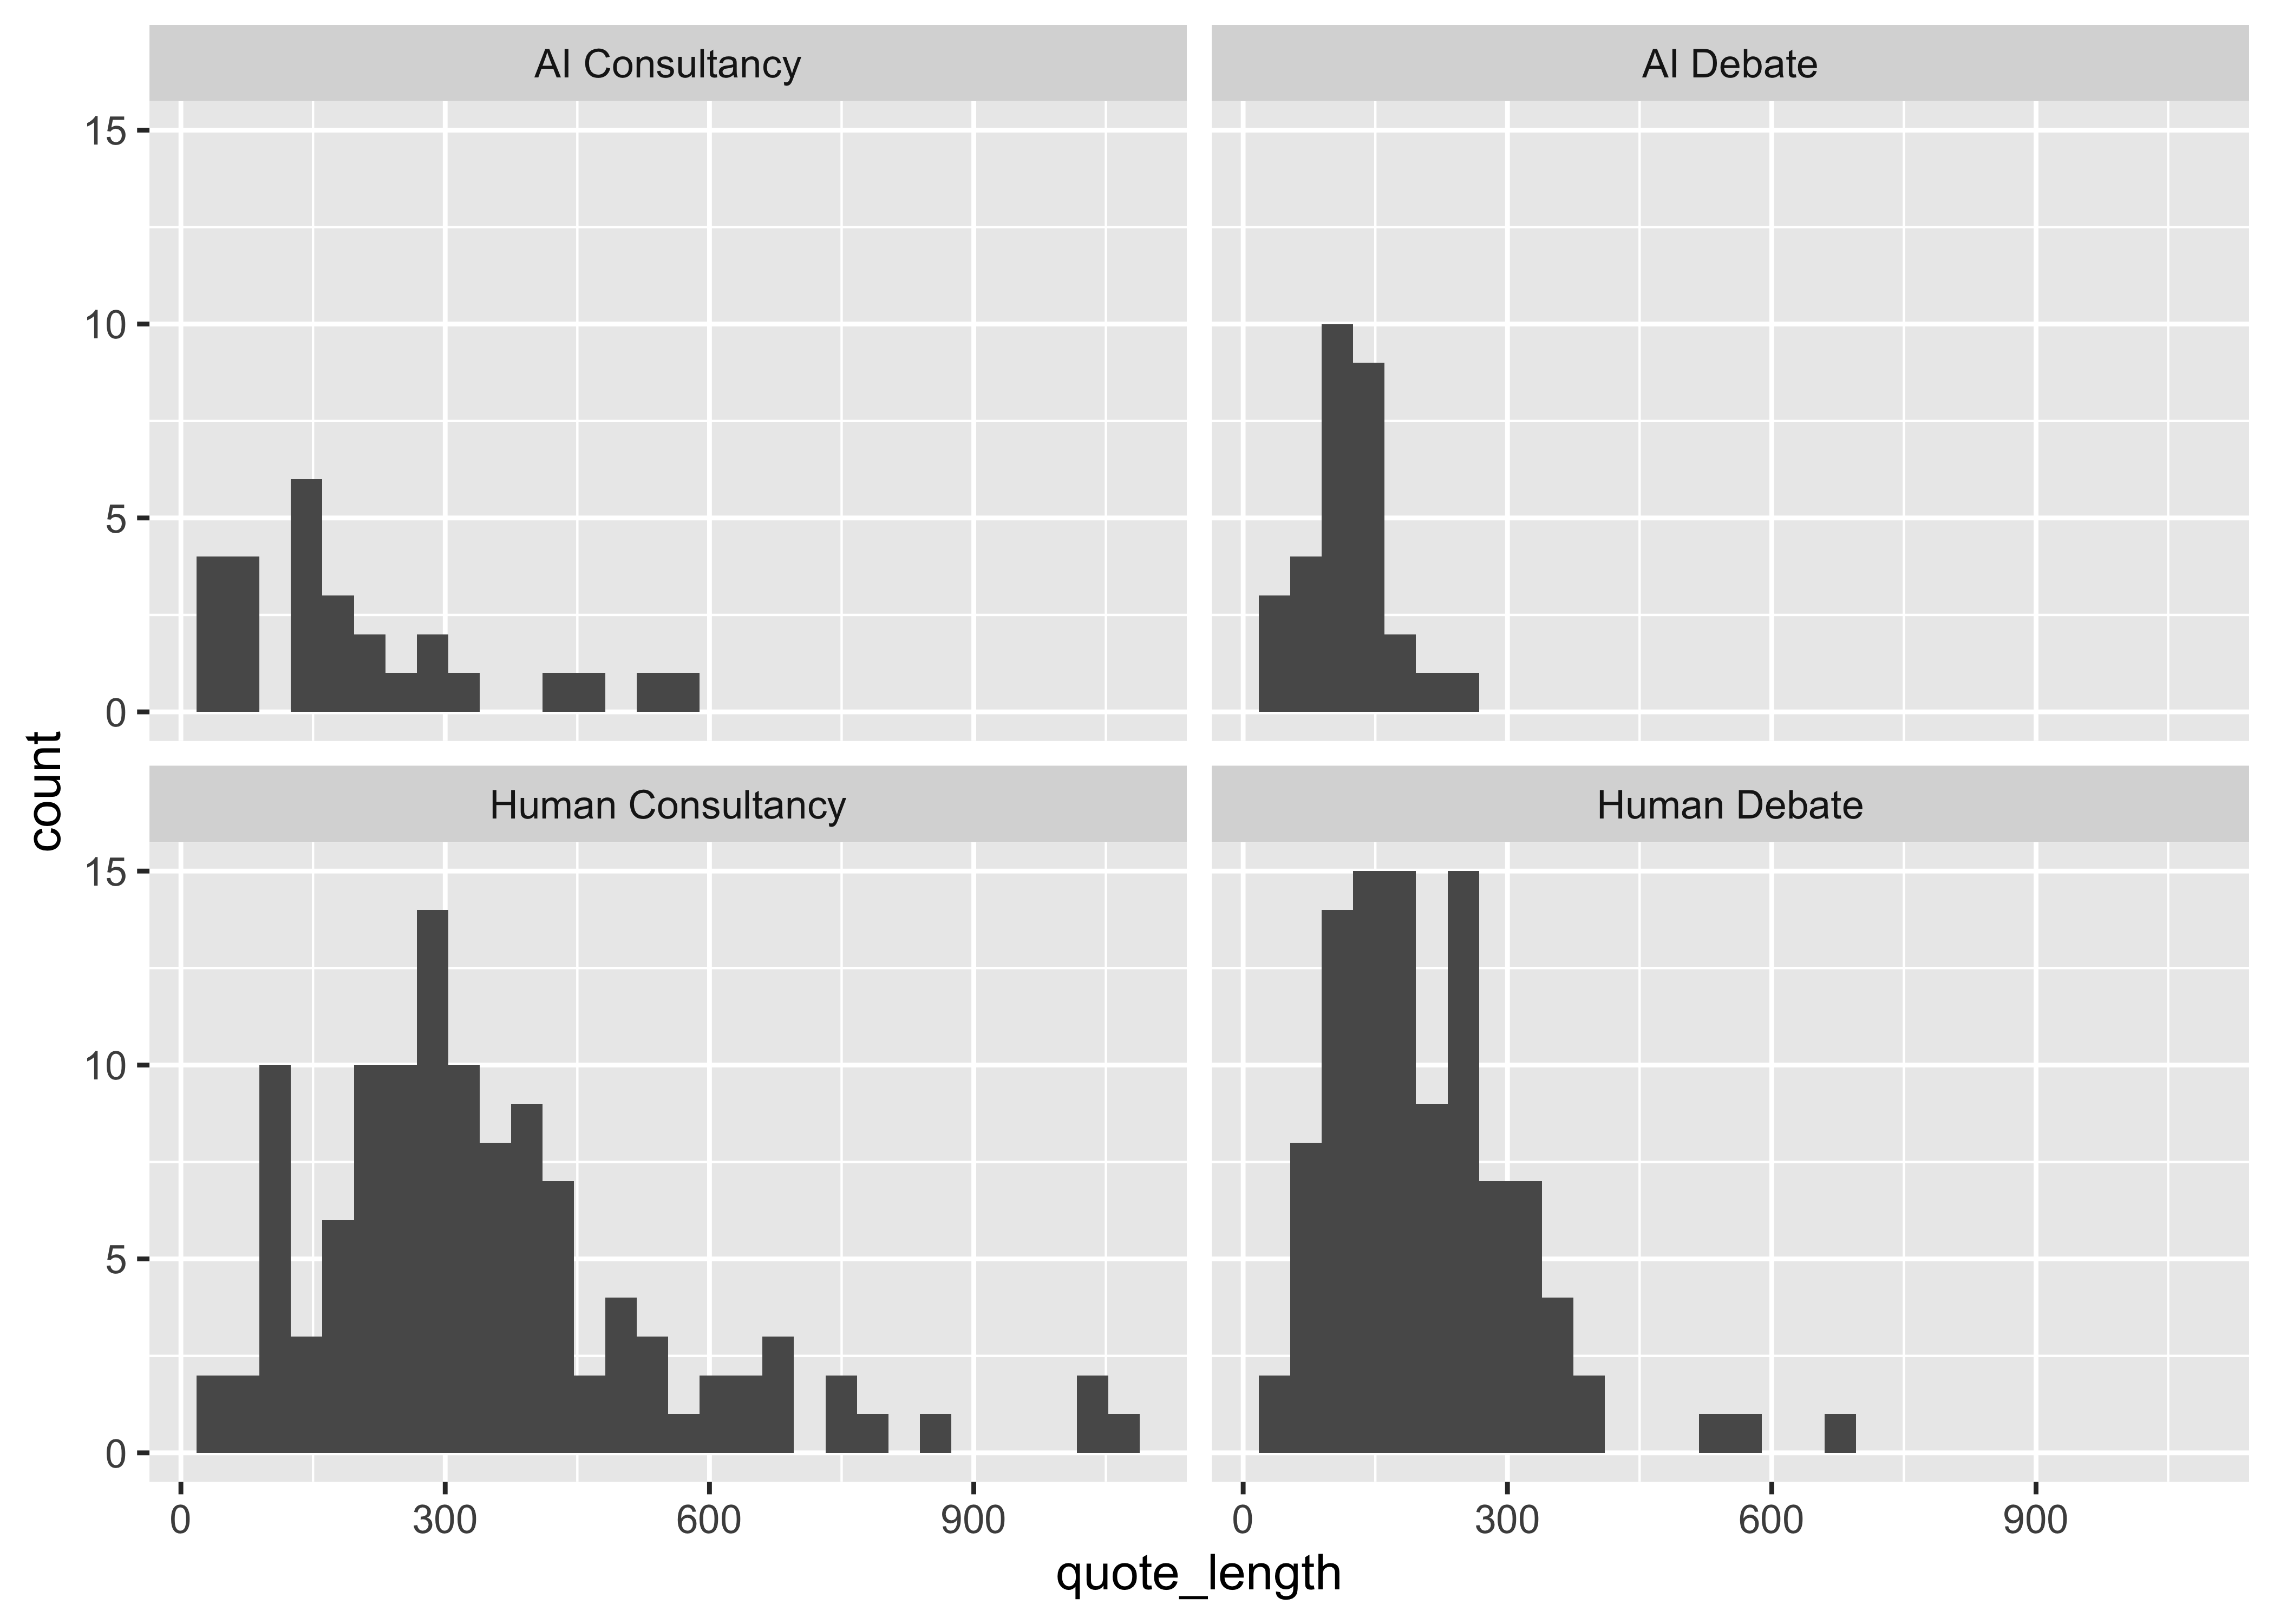 AI Consultancy
AI Debate
15
10
5
0
Human Consultancy
Human Debate
15
10
5
0
count
0 300 600 900
0 300 600 900
quote_length